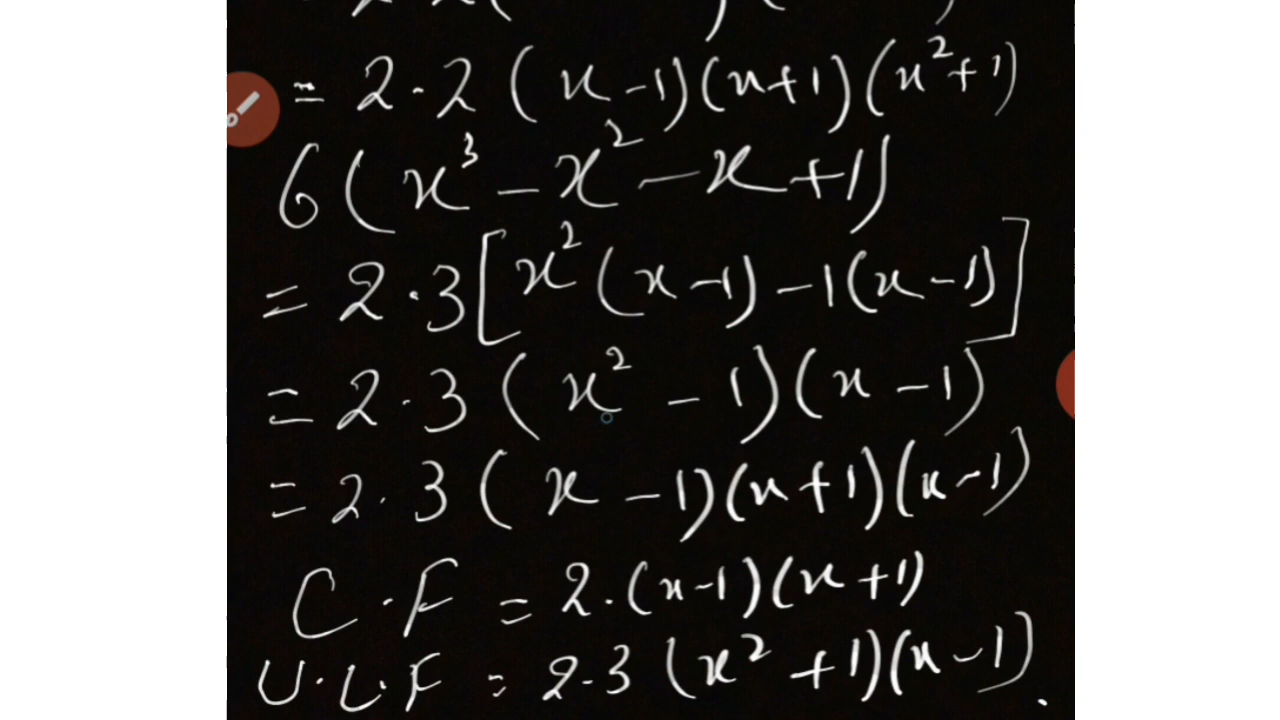 = 2·2 (x-1)(x+1)(x²+1)
6(x³ - x² - x + 1)
= 2·3[x²(x-1) - 1(x-1)]
= 2·3 (x² - 1)(x - 1)
= 2·3 (x - 1)(x+1)(x-1)
C·F = 2·(x-1)(x+1)
U·L·F = 2·3 (x² + 1)(x-1).